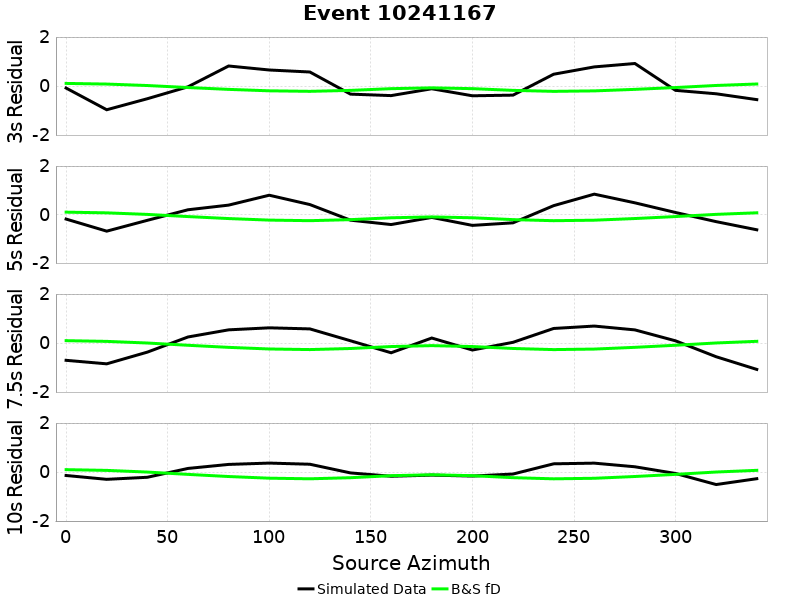 Event 10241167
3s Residual
2
0
-2
5s Residual
2
0
-2
7.5s Residual
2
0
-2
10s Residual
2
0
-2
0 50 100 150 200 250 300
Source Azimuth
Simulated Data B&S fD